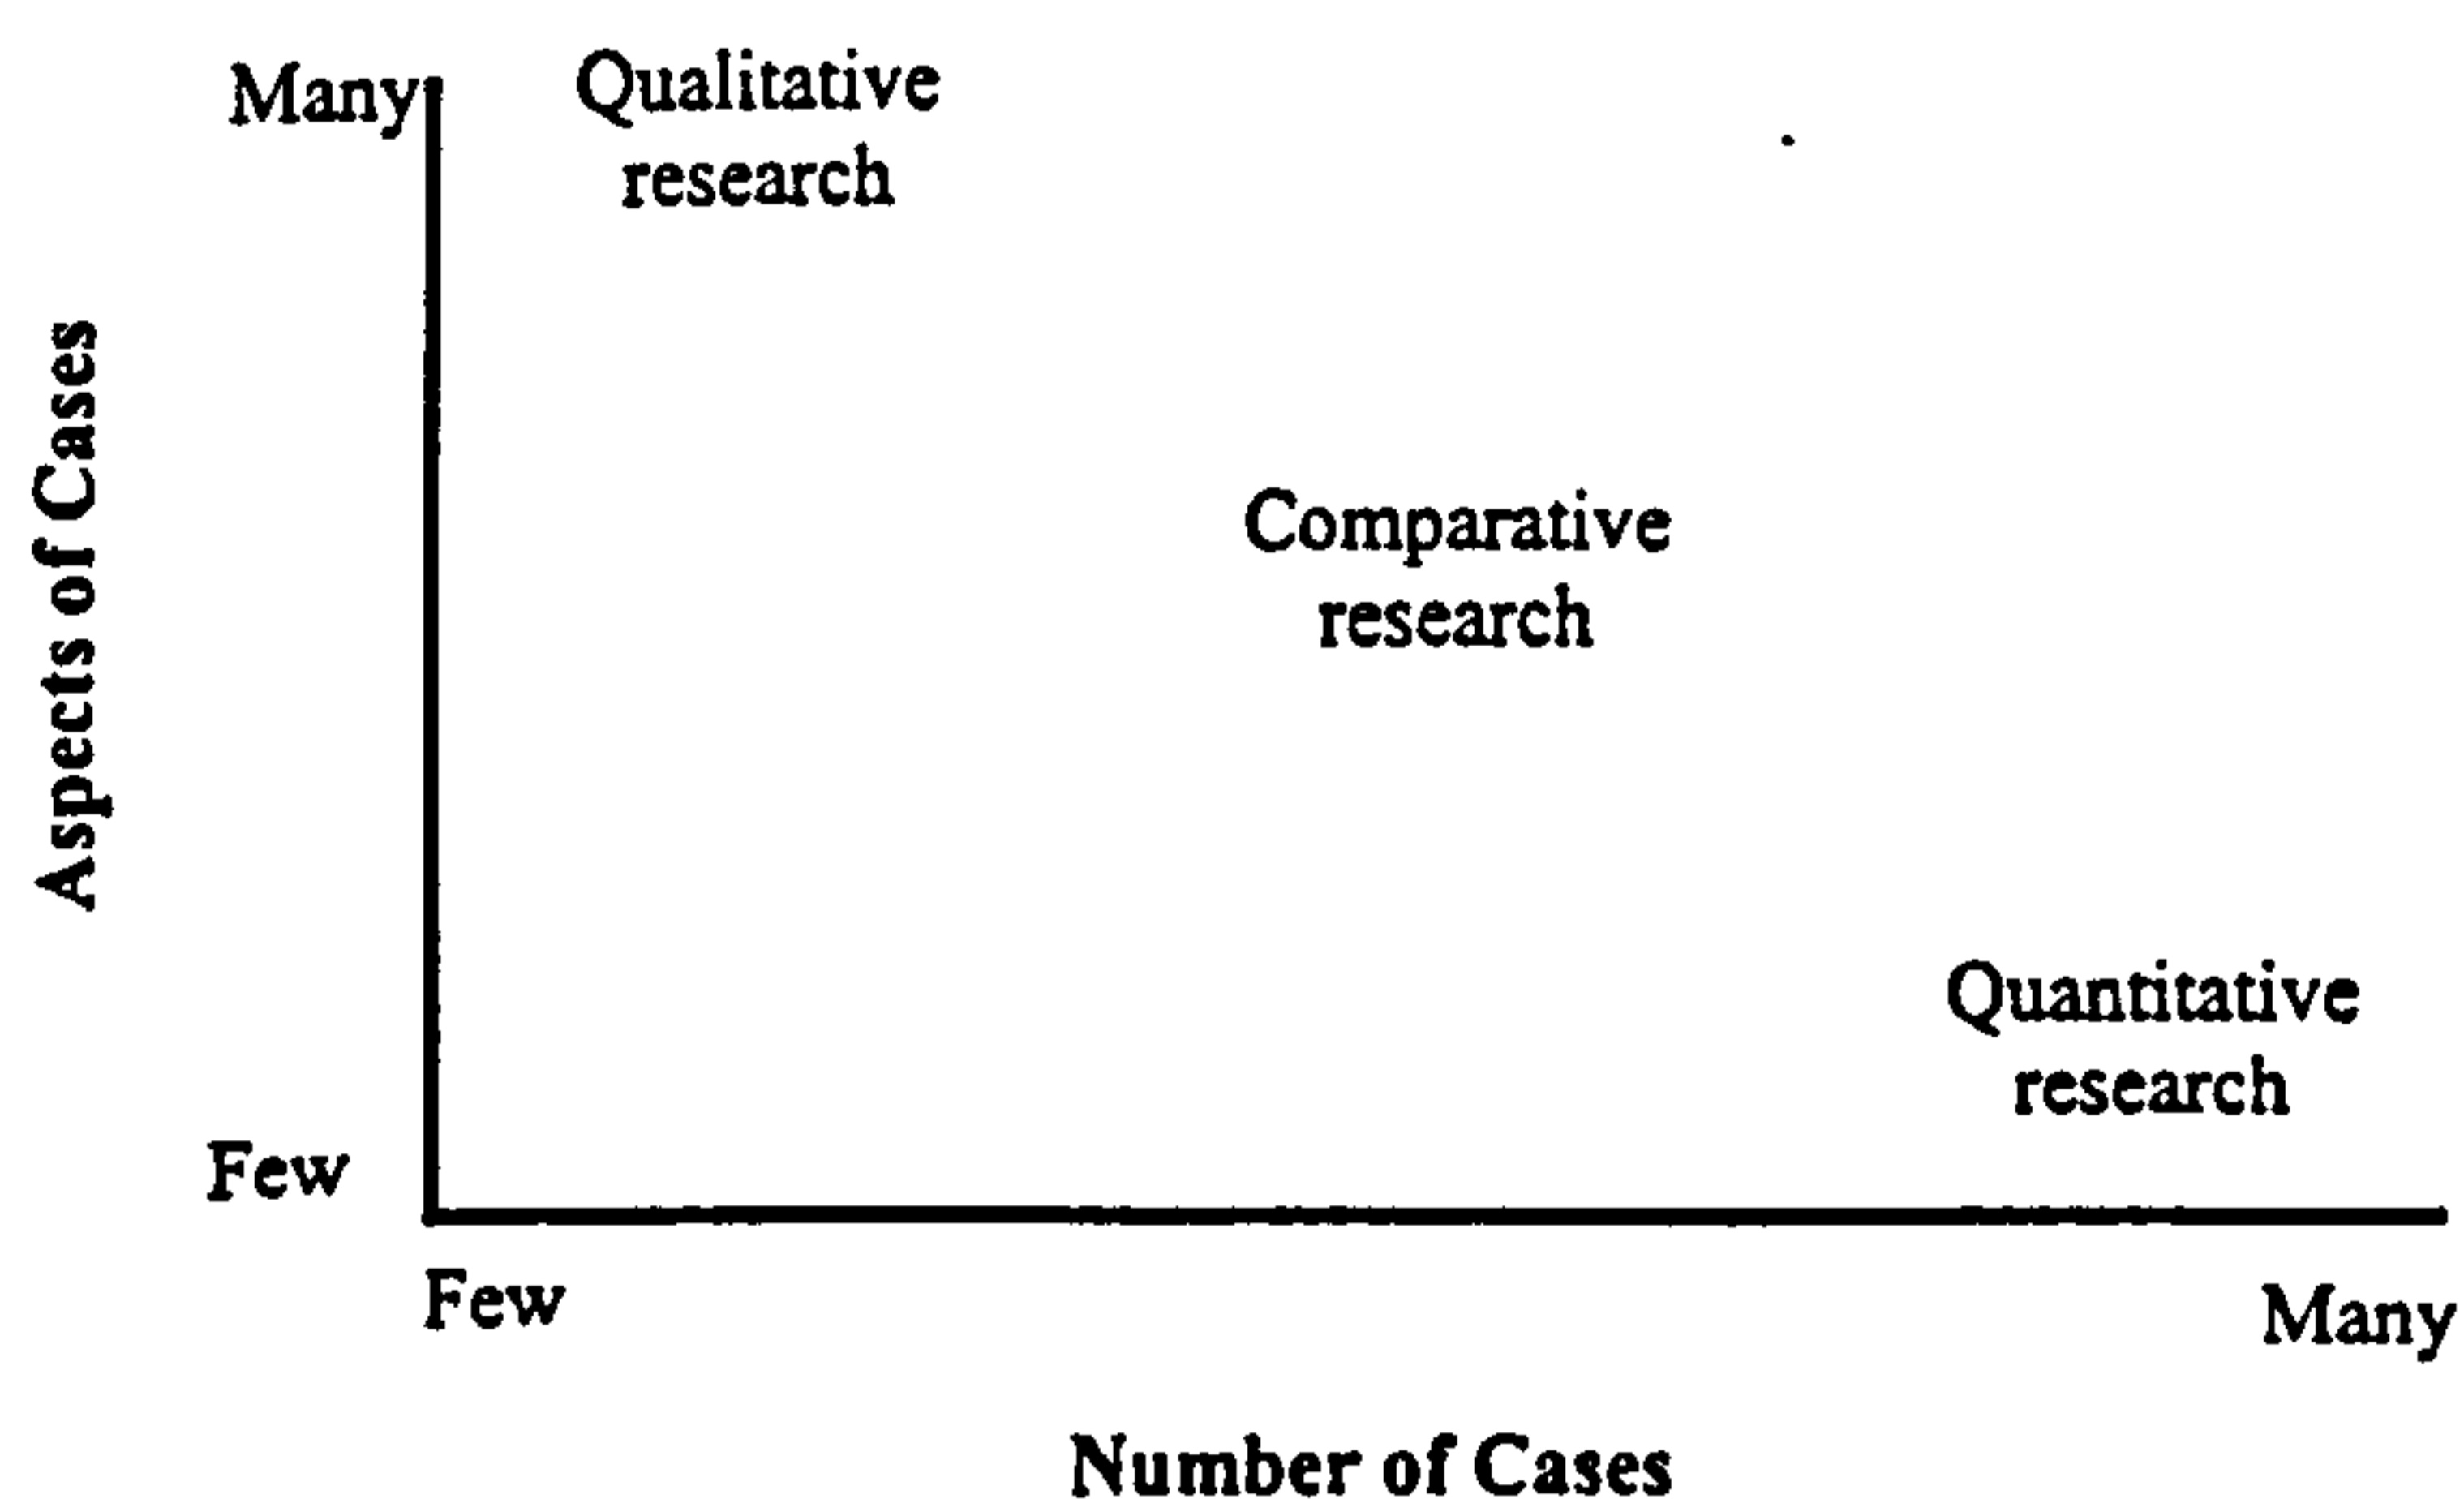 Many
Qualitative
research
Aspects of Cases
Comparative
research
Quantitative
research
Few
Few
Many
Number of Cases